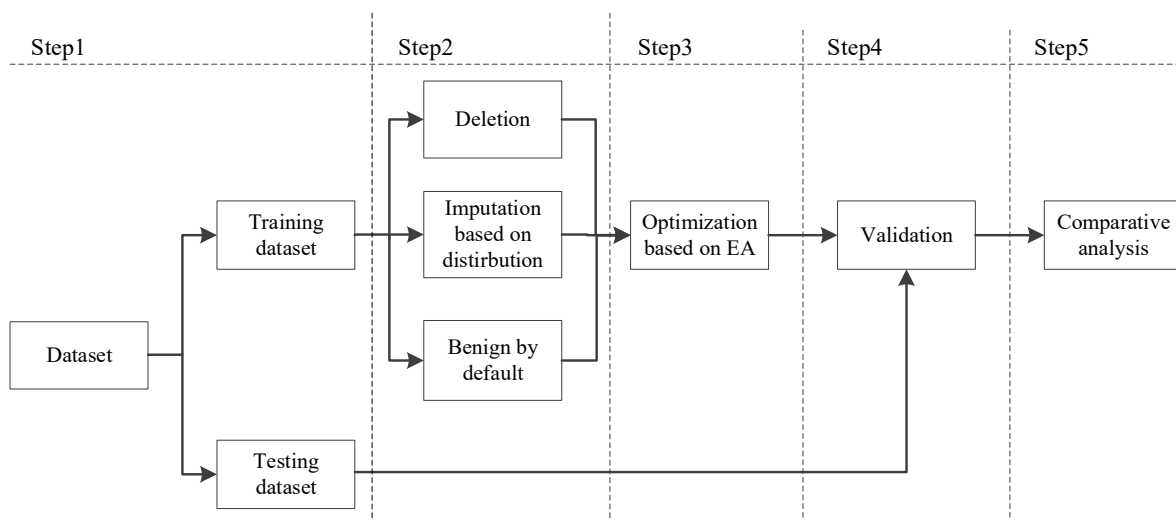 Step1
Step2
Step3
Step4
Step5
Deletion
Training
dataset
Imputation
based on
distirbution
Optimization
based on EA
Validation
Comparative
analysis
Dataset
Benign by
default
Testing
dataset